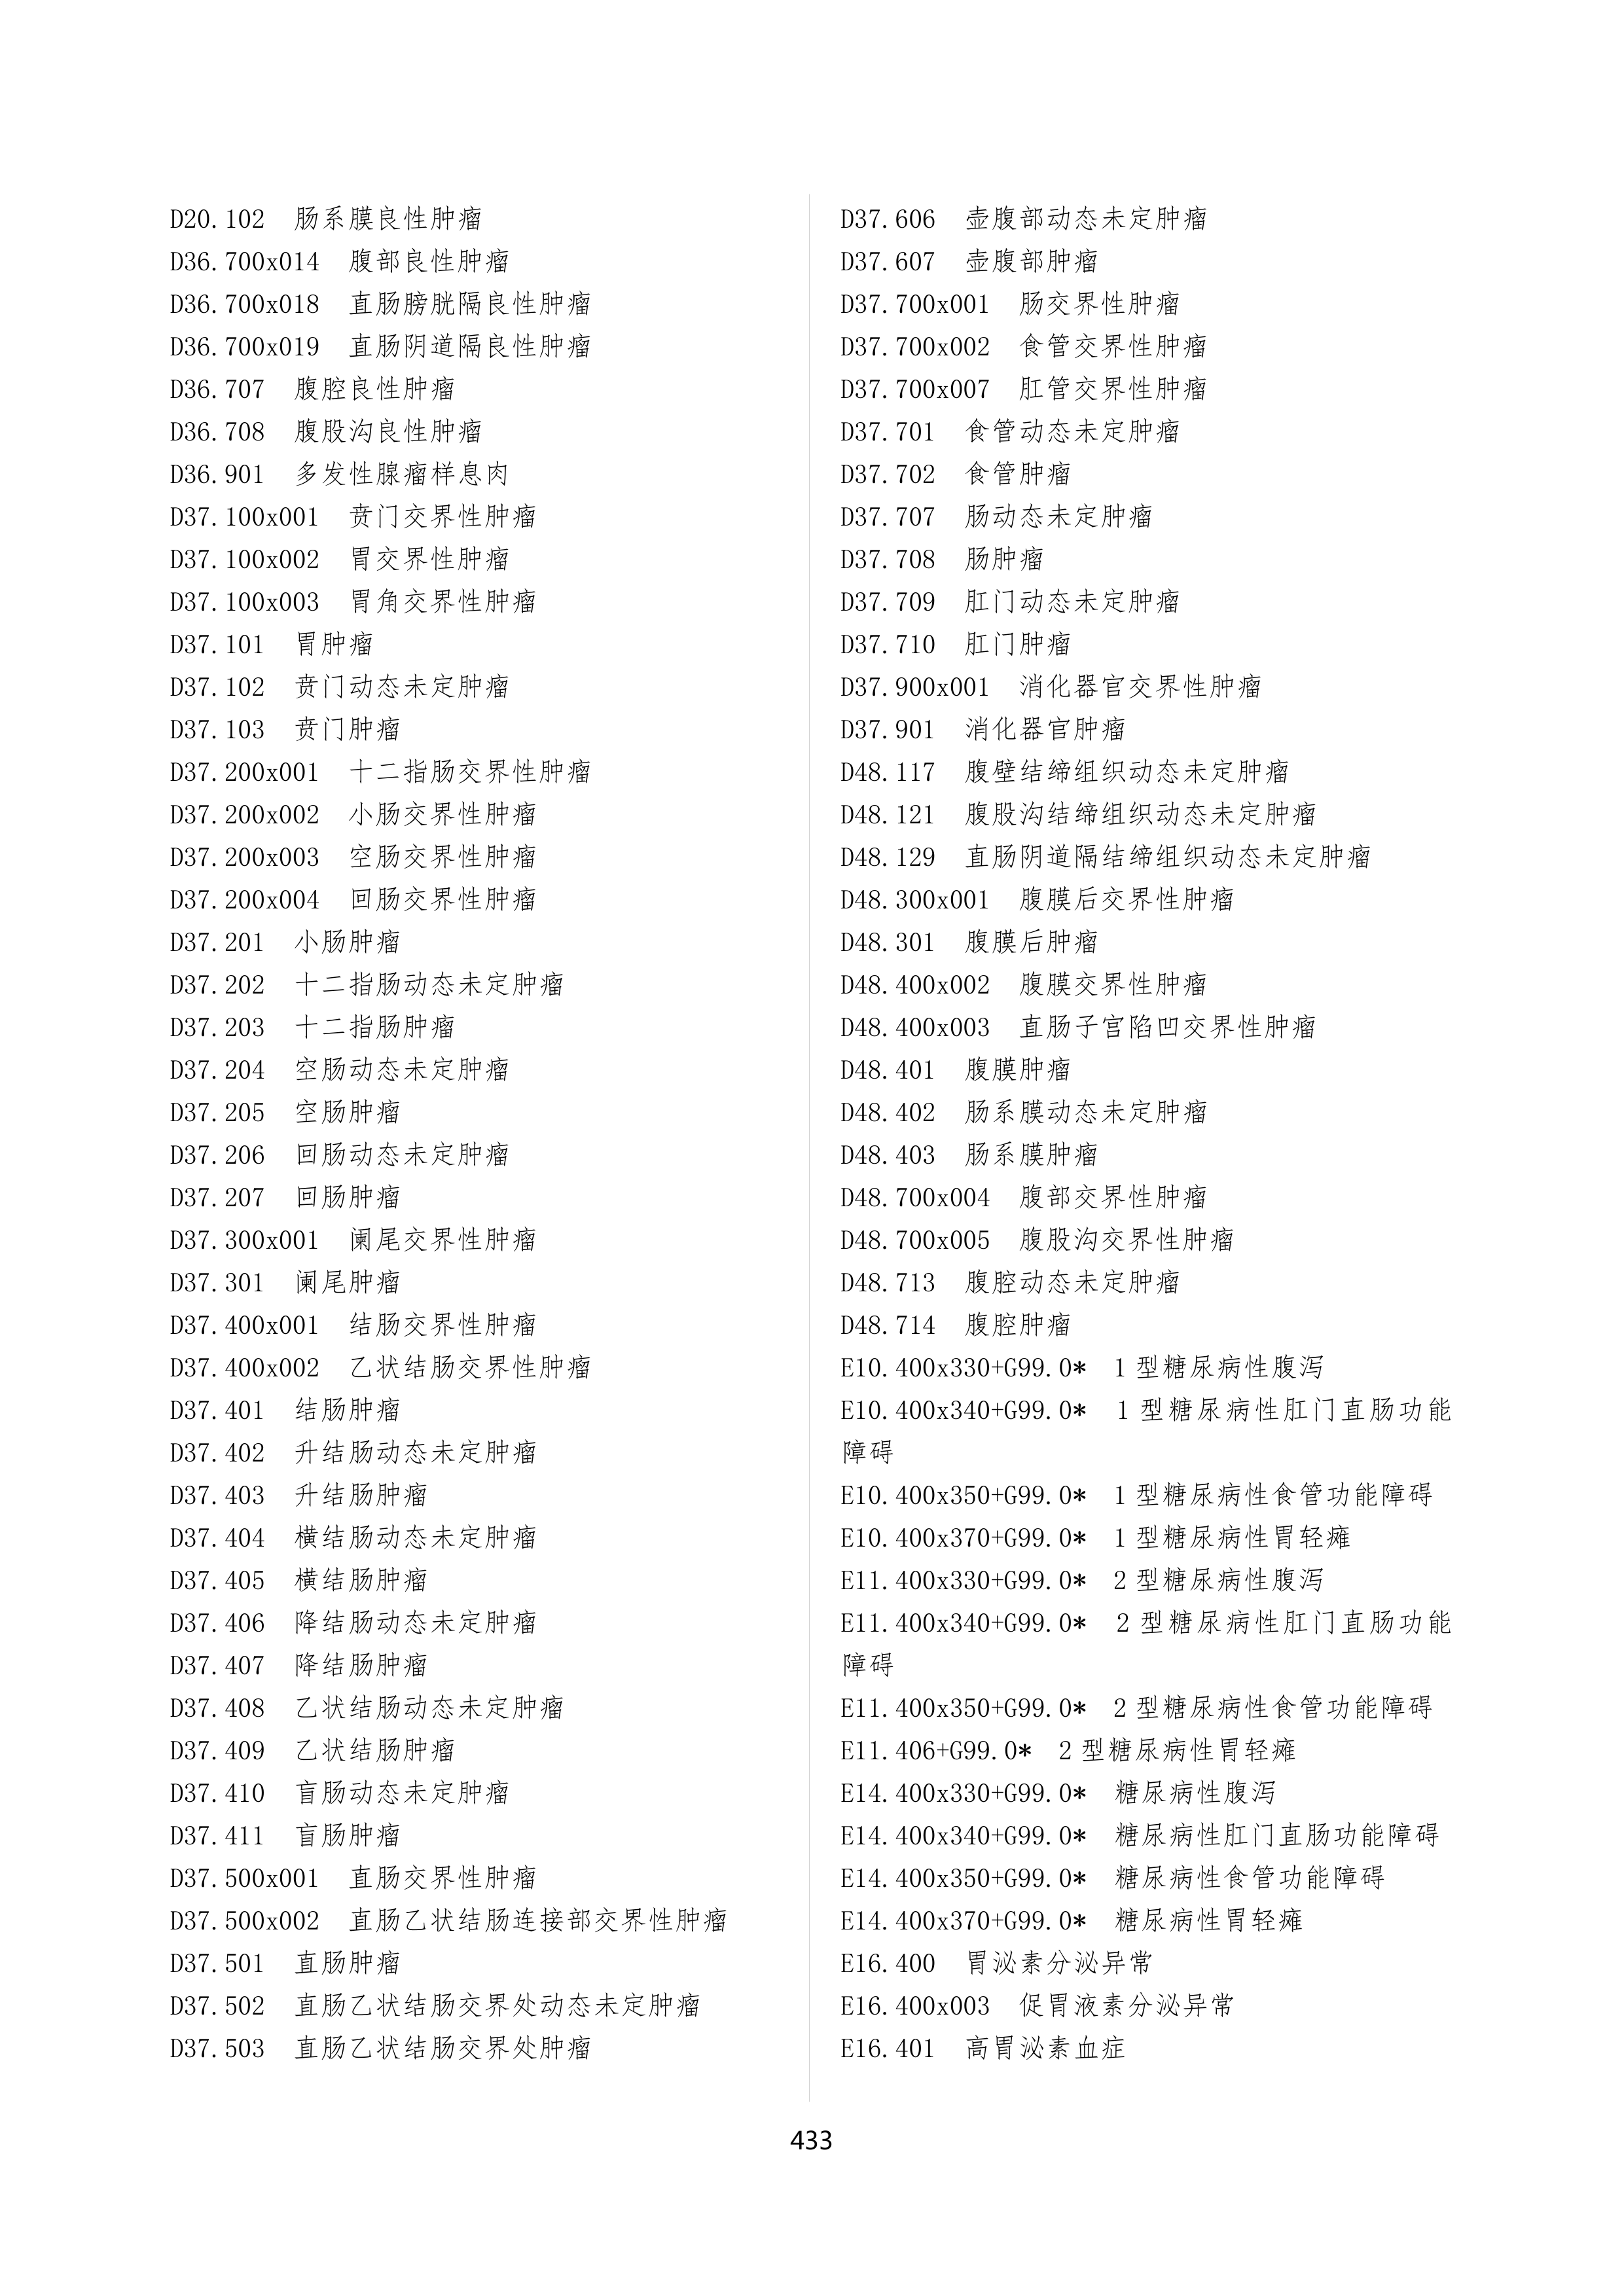 D20.102 肠系膜良性肿瘤
D36.700x014 腹部良性肿瘤
D36.700x018 直肠膀胱隔良性肿瘤
D36.700x019 直肠阴道隔良性肿瘤
D36.707 腹腔良性肿瘤
D36.708 腹股沟良性肿瘤
D36.901 多发性腺瘤样息肉
D37.100x001 贲门交界性肿瘤
D37.100x002 胃交界性肿瘤
D37.100x003 胃角交界性肿瘤
D37.101 胃肿瘤
D37.102 贲门动态未定肿瘤
D37.103 贲门肿瘤
D37.200x001 十二指肠交界性肿瘤
D37.200x002 小肠交界性肿瘤
D37.200x003 空肠交界性肿瘤
D37.200x004 回肠交界性肿瘤
D37.201 小肠肿瘤
D37.202 十二指肠动态未定肿瘤
D37.203 十二指肠肿瘤
D37.204 空肠动态未定肿瘤
D37.205 空肠肿瘤
D37.206 回肠动态未定肿瘤
D37.207 回肠肿瘤
D37.300x001 阑尾交界性肿瘤
D37.301 阑尾肿瘤
D37.400x001 结肠交界性肿瘤
D37.400x002 乙状结肠交界性肿瘤
D37.401 结肠肿瘤
D37.402 升结肠动态未定肿瘤
D37.403 升结肠肿瘤
D37.404 横结肠动态未定肿瘤
D37.405 横结肠肿瘤
D37.406 降结肠动态未定肿瘤
D37.407 降结肠肿瘤
D37.408 乙状结肠动态未定肿瘤
D37.409 乙状结肠肿瘤
D37.410 盲肠动态未定肿瘤
D37.411 盲肠肿瘤
D37.500x001 直肠交界性肿瘤
D37.500x002 直肠乙状结肠连接部交界性肿瘤
D37.501 直肠肿瘤
D37.502 直肠乙状结肠交界处动态未定肿瘤
D37.503 直肠乙状结肠交界处肿瘤
D37.606 壶腹部动态未定肿瘤
D37.607 壶腹部肿瘤
D37.700x001 肠交界性肿瘤
D37.700x002 食管交界性肿瘤
D37.700x007 肛管交界性肿瘤
D37.701 食管动态未定肿瘤
D37.702 食管肿瘤
D37.707 肠动态未定肿瘤
D37.708 肠肿瘤
D37.709 肛门动态未定肿瘤
D37.710 肛门肿瘤
D37.900x001 消化器官交界性肿瘤
D37.901 消化器官肿瘤
D48.117 腹壁结缔组织动态未定肿瘤
D48.121 腹股沟结缔组织动态未定肿瘤
D48.129 直肠阴道隔结缔组织动态未定肿瘤
D48.300x001 腹膜后交界性肿瘤
D48.301 腹膜后肿瘤
D48.400x002 腹膜交界性肿瘤
D48.400x003 直肠子宫陷凹交界性肿瘤
D48.401 腹膜肿瘤
D48.402 肠系膜动态未定肿瘤
D48.403 肠系膜肿瘤
D48.700x004 腹部交界性肿瘤
D48.700x005 腹股沟交界性肿瘤
D48.713 腹腔动态未定肿瘤
D48.714 腹腔肿瘤
E10.400x330+G99.0* 1 型糖尿病性腹泻
E10.400x340+G99.0* 1 型糖尿病性肛门直肠功能
障碍
E10.400x350+G99.0* 1 型糖尿病性食管功能障碍
E10.400x370+G99.0* 1 型糖尿病性胃轻瘫
E11.400x330+G99.0* 2 型糖尿病性腹泻
E11.400x340+G99.0* 2 型糖尿病性肛门直肠功能
障碍
E11.400x350+G99.0* 2 型糖尿病性食管功能障碍
E11.406+G99.0* 2 型糖尿病性胃轻瘫
E14.400x330+G99.0* 糖尿病性腹泻
E14.400x340+G99.0* 糖尿病性肛门直肠功能障碍
E14.400x350+G99.0* 糖尿病性食管功能障碍
E14.400x370+G99.0* 糖尿病性胃轻瘫
E16.400 胃泌素分泌异常
E16.400x003 促胃液素分泌异常
E16.401 高胃泌素血症
433